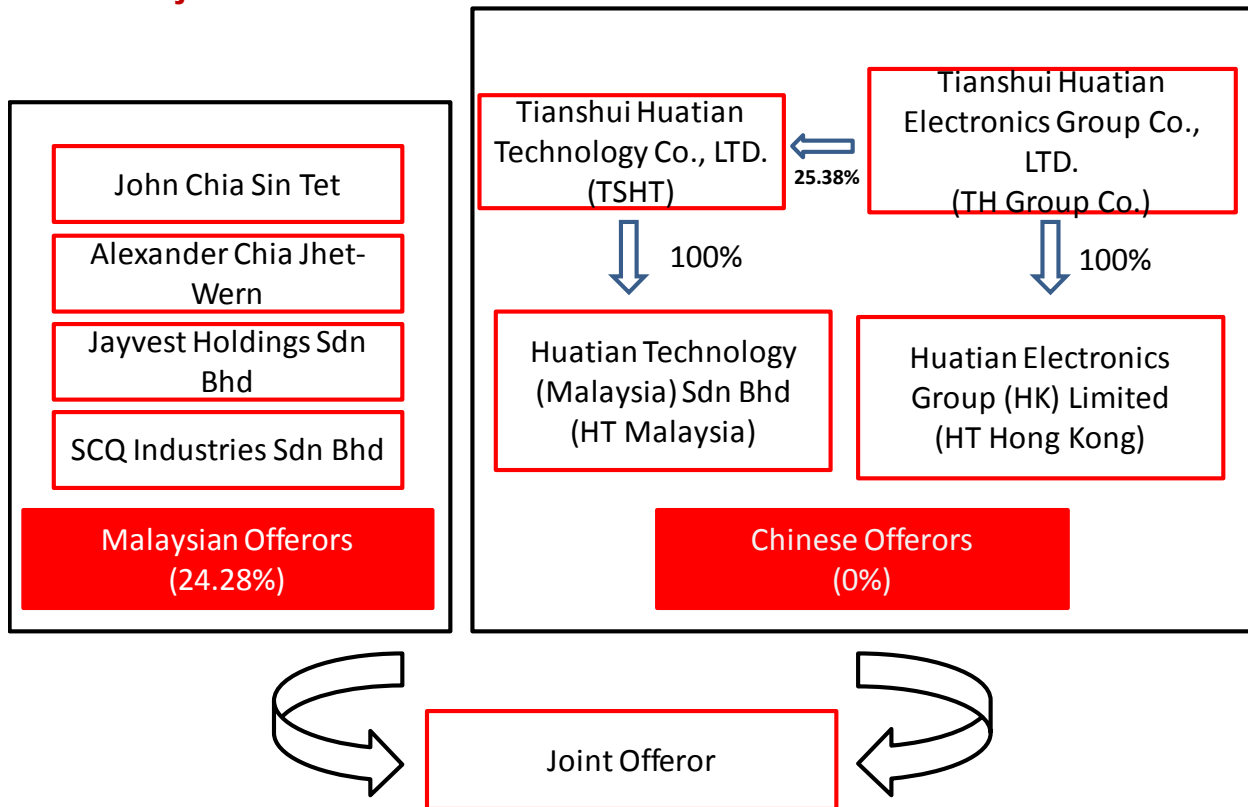 John Chia Sin Tet
Alexander Chia Jhet-
Wern
Jayvest Holdings Sdn
Bhd
SCQ Industries Sdn Bhd
Malaysian Offerors
(24.28%)
Tianshui Huatian
Technology Co., LTD.
(TSHT)
25.38%
Tianshui Huatian
Electronics Group Co.,
LTD.
(TH Group Co.)
100%
100%
Huatian Technology
(Malaysia) Sdn Bhd
(HT Malaysia)
Huatian Electronics
Group (HK) Limited
(HT Hong Kong)
Chinese Offerors
(0%)
Joint Offeror